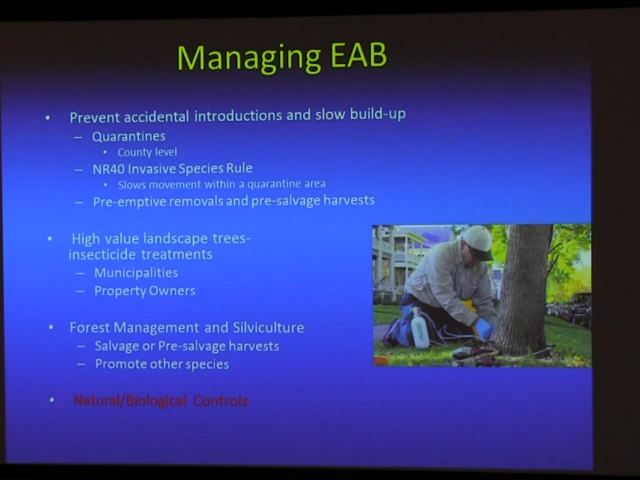 Managing EAB
• Prevent accidental introductions and slow build-up
– Quarantines
• County level
– NR40 Invasive Species Rule
• Slows movement within a quarantine area
– Pre-emptive removals and pre-salvage harvests
• High value landscape trees-
insecticide treatments
– Municipalities
– Property Owners
• Forest Management and Silviculture
– Salvage or Pre-salvage harvests
– Promote other species
• Natural/Biological Controls